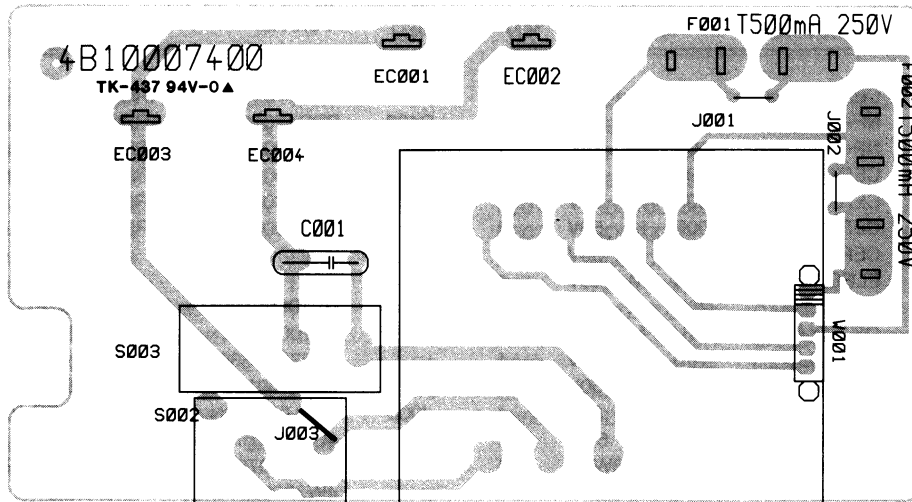 4B10007400
TK-437 94V-0▲
EC001
EC002
F001 T500mA 250V
EC003
EC004
J001
J002
F002 T500mA 250V
C001
S003
W001
S002
J003